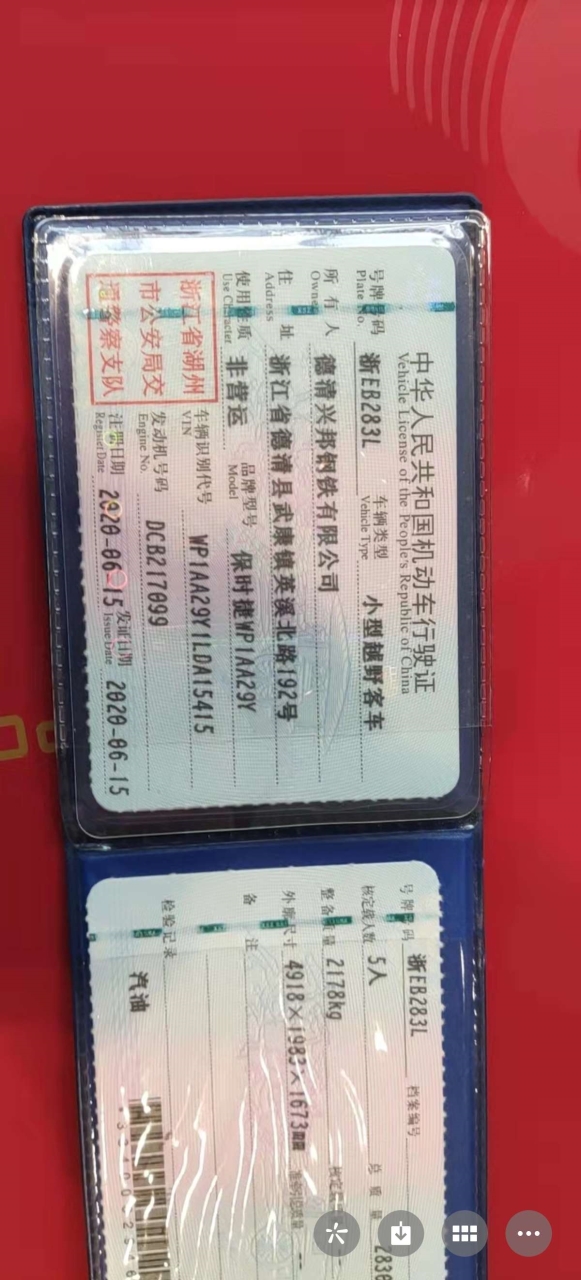 中华人民共和国机动车行驶证
Vehicle License of the People's Republic of China
号牌号码 浙EB283L 车辆类型 小型越野客车
Plate No. Vehicle Type
所有人 德清兴邦钢铁有限公司
Owner
住址 浙江省德清县武康镇英溪北路192号
Address
使用性质 非营运 品牌型号 保时捷WP1AA29Y
Use Character Model
浙江省湖州
市公安局交
通警察支队
车辆识别代号 WP1AA29Y1LDA15415
VIN
发动机号码 DCB217099
Engine No.
注册日期 2020-06-15 发证日期 2020-06-15
Register Date Issue Date
号牌号码 浙EB283L 档案编号
核定载人数 5人 总质量
整备质量 2178kg
外廓尺寸 4918×1983×1673mm 准牵引总质量 --
备注
检验记录 汽油